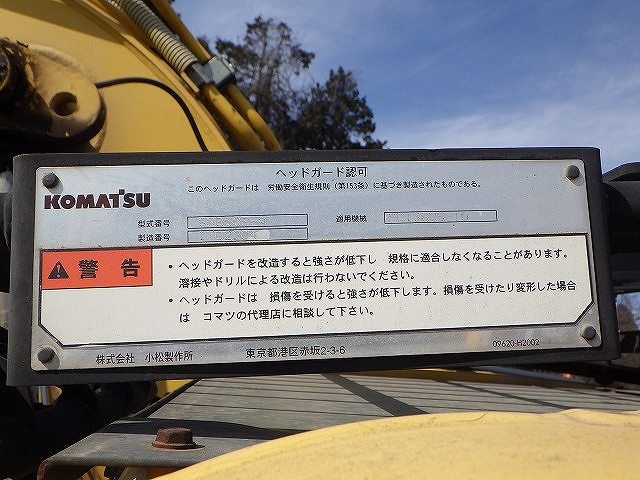 ヘッドガード認可
このヘッドガードは 労働安全衛生規則（第153条）に基づき製造されたものである。
KOMATSU
型式番号 適用機械
製造番号
警告
・ヘッドガードを改造すると強さが低下し 規格に適合しなくなることがあります。
溶接やドリルによる改造は行わないでください。
・ヘッドガードは 損傷を受けると強さが低下します。損傷を受けたり変形した場合
は コマツの代理店に相談して下さい。
株式会社 小松製作所 東京都港区赤坂2-3-6 09620-H2002